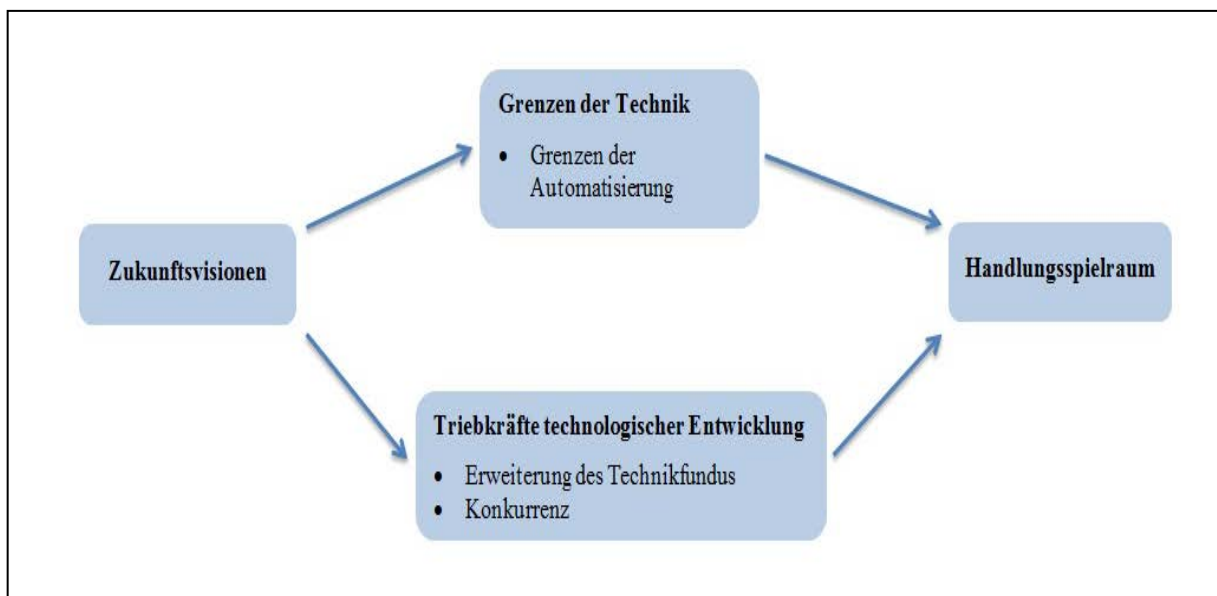 Grenzen der Technik
• Grenzen der
Automatisierung
Zukunftsvisionen
Handlungsspielraum
Triebkräfte technologischer Entwicklung
• Erweiterung des Technikfundus
• Konkurrenz